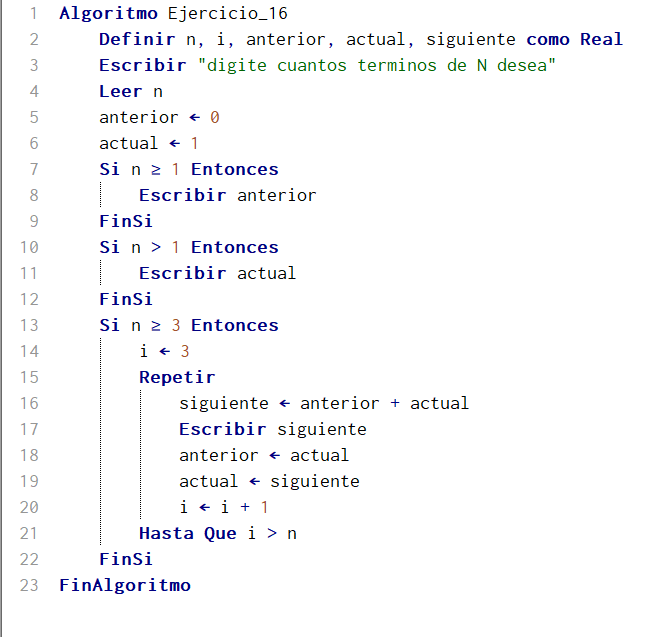 1 Algoritmo Ejercicio_16
2 Definir n, i, anterior, actual, siguiente como Real
3 Escribir "digite cuantos terminos de N desea"
4 Leer n
5 anterior ← 0
6 actual ← 1
7 Si n ≥ 1 Entonces
8 Escribir anterior
9 FinSi
10 Si n > 1 Entonces
11 Escribir actual
12 FinSi
13 Si n ≥ 3 Entonces
14 i ← 3
15 Repetir
16 siguiente ← anterior + actual
17 Escribir siguiente
18 anterior ← actual
19 actual ← siguiente
20 i ← i + 1
21 Hasta Que i > n
22 FinSi
23 FinAlgoritmo